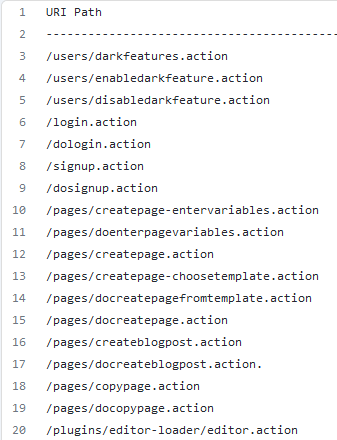 1 URI Path
2 ------------------------------------------
3 /users/darkfeatures.action
4 /users/enabledarkfeature.action
5 /users/disabledarkfeature.action
6 /login.action
7 /dologin.action
8 /signup.action
9 /dosignup.action
10 /pages/createpage-entervariables.action
11 /pages/doenterpagevariables.action
12 /pages/createpage.action
13 /pages/createpage-choosetemplate.action
14 /pages/docreatepagefromtemplate.action
15 /pages/docreatepage.action
16 /pages/createblogpost.action
17 /pages/docreateblogpost.action.
18 /pages/copypage.action
19 /pages/docopypage.action
20 /plugins/editor-loader/editor.action